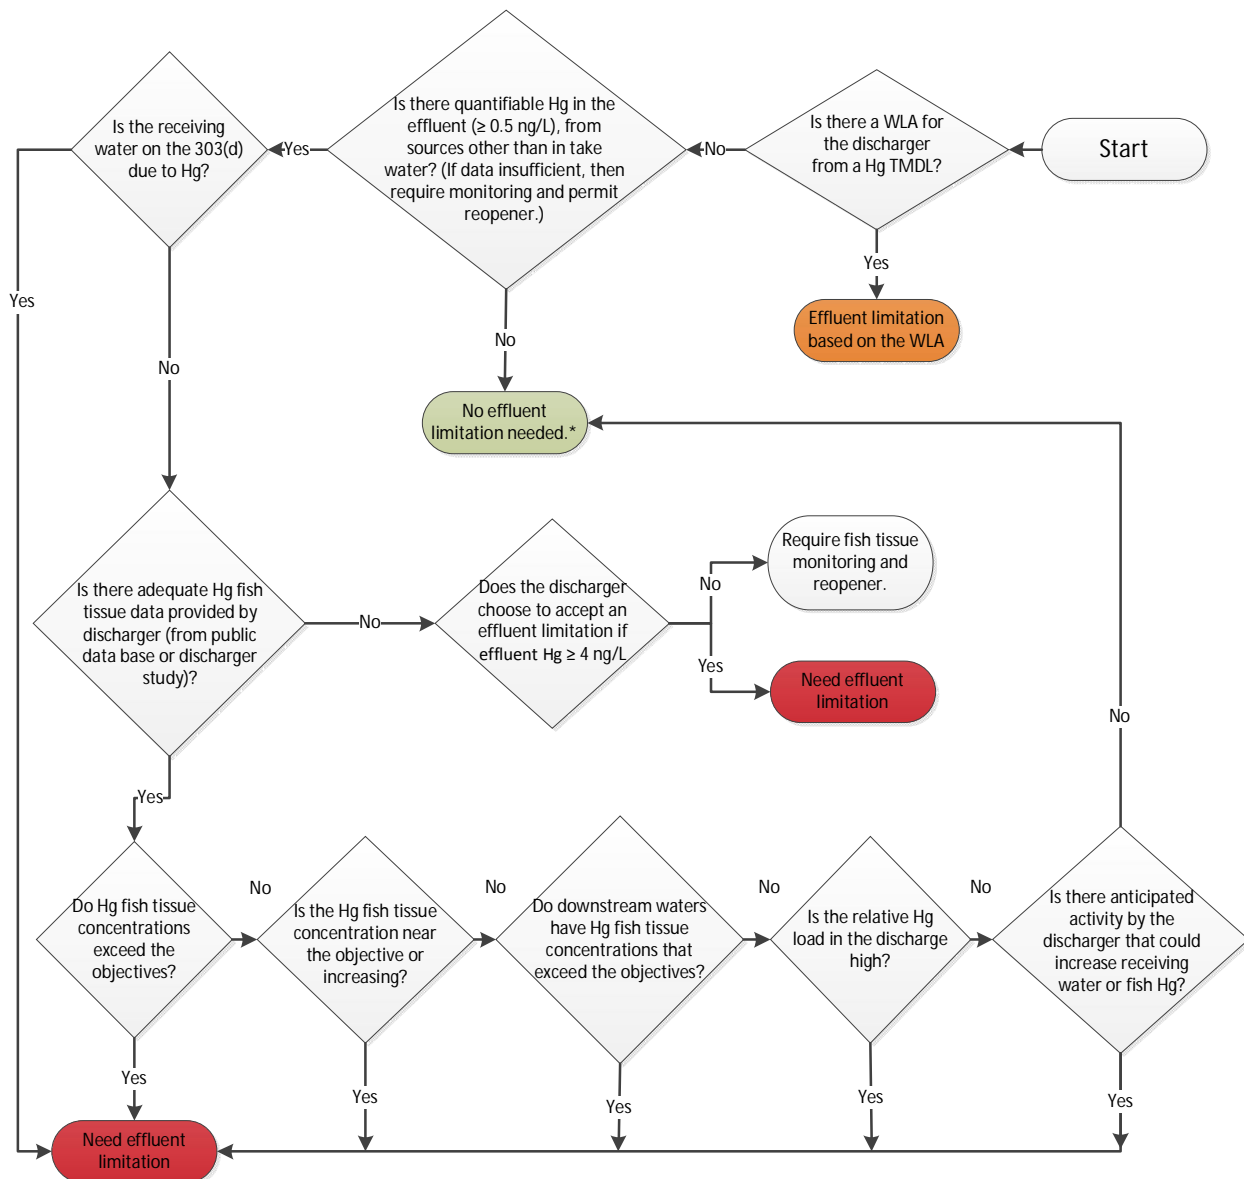 Start
Is there a WLA for
the discharger
from a Hg TMDL?
No
Yes
Effluent limitation
based on the WLA
Is there quantifiable Hg in the
effluent (≥ 0.5 ng/L), from
sources other than in take
water? (If data insufficient, then
require monitoring and permit
reopener.)
Yes
No
No effluent
limitation needed.*
Is the receiving
water on the 303(d)
due to Hg?
Yes
No
Is there adequate Hg fish
tissue data provided by
discharger (from public
data base or discharger
study)?
No
Does the discharger
choose to accept an
effluent limitation if
effluent Hg ≥ 4 ng/L
No
Require fish tissue
monitoring and
reopener.
Yes
Need effluent
limitation
Yes
Do Hg fish tissue
concentrations
exceed the
objectives?
No
Is the Hg fish tissue
concentration near
the objective or
increasing?
No
Do downstream waters
have Hg fish tissue
concentrations that
exceed the objectives?
No
Is the relative Hg
load in the discharge
high?
No
Is there anticipated
activity by the
discharger that could
increase receiving
water or fish Hg?
No
Yes
Yes
Yes
Yes
Yes
Need effluent
limitation